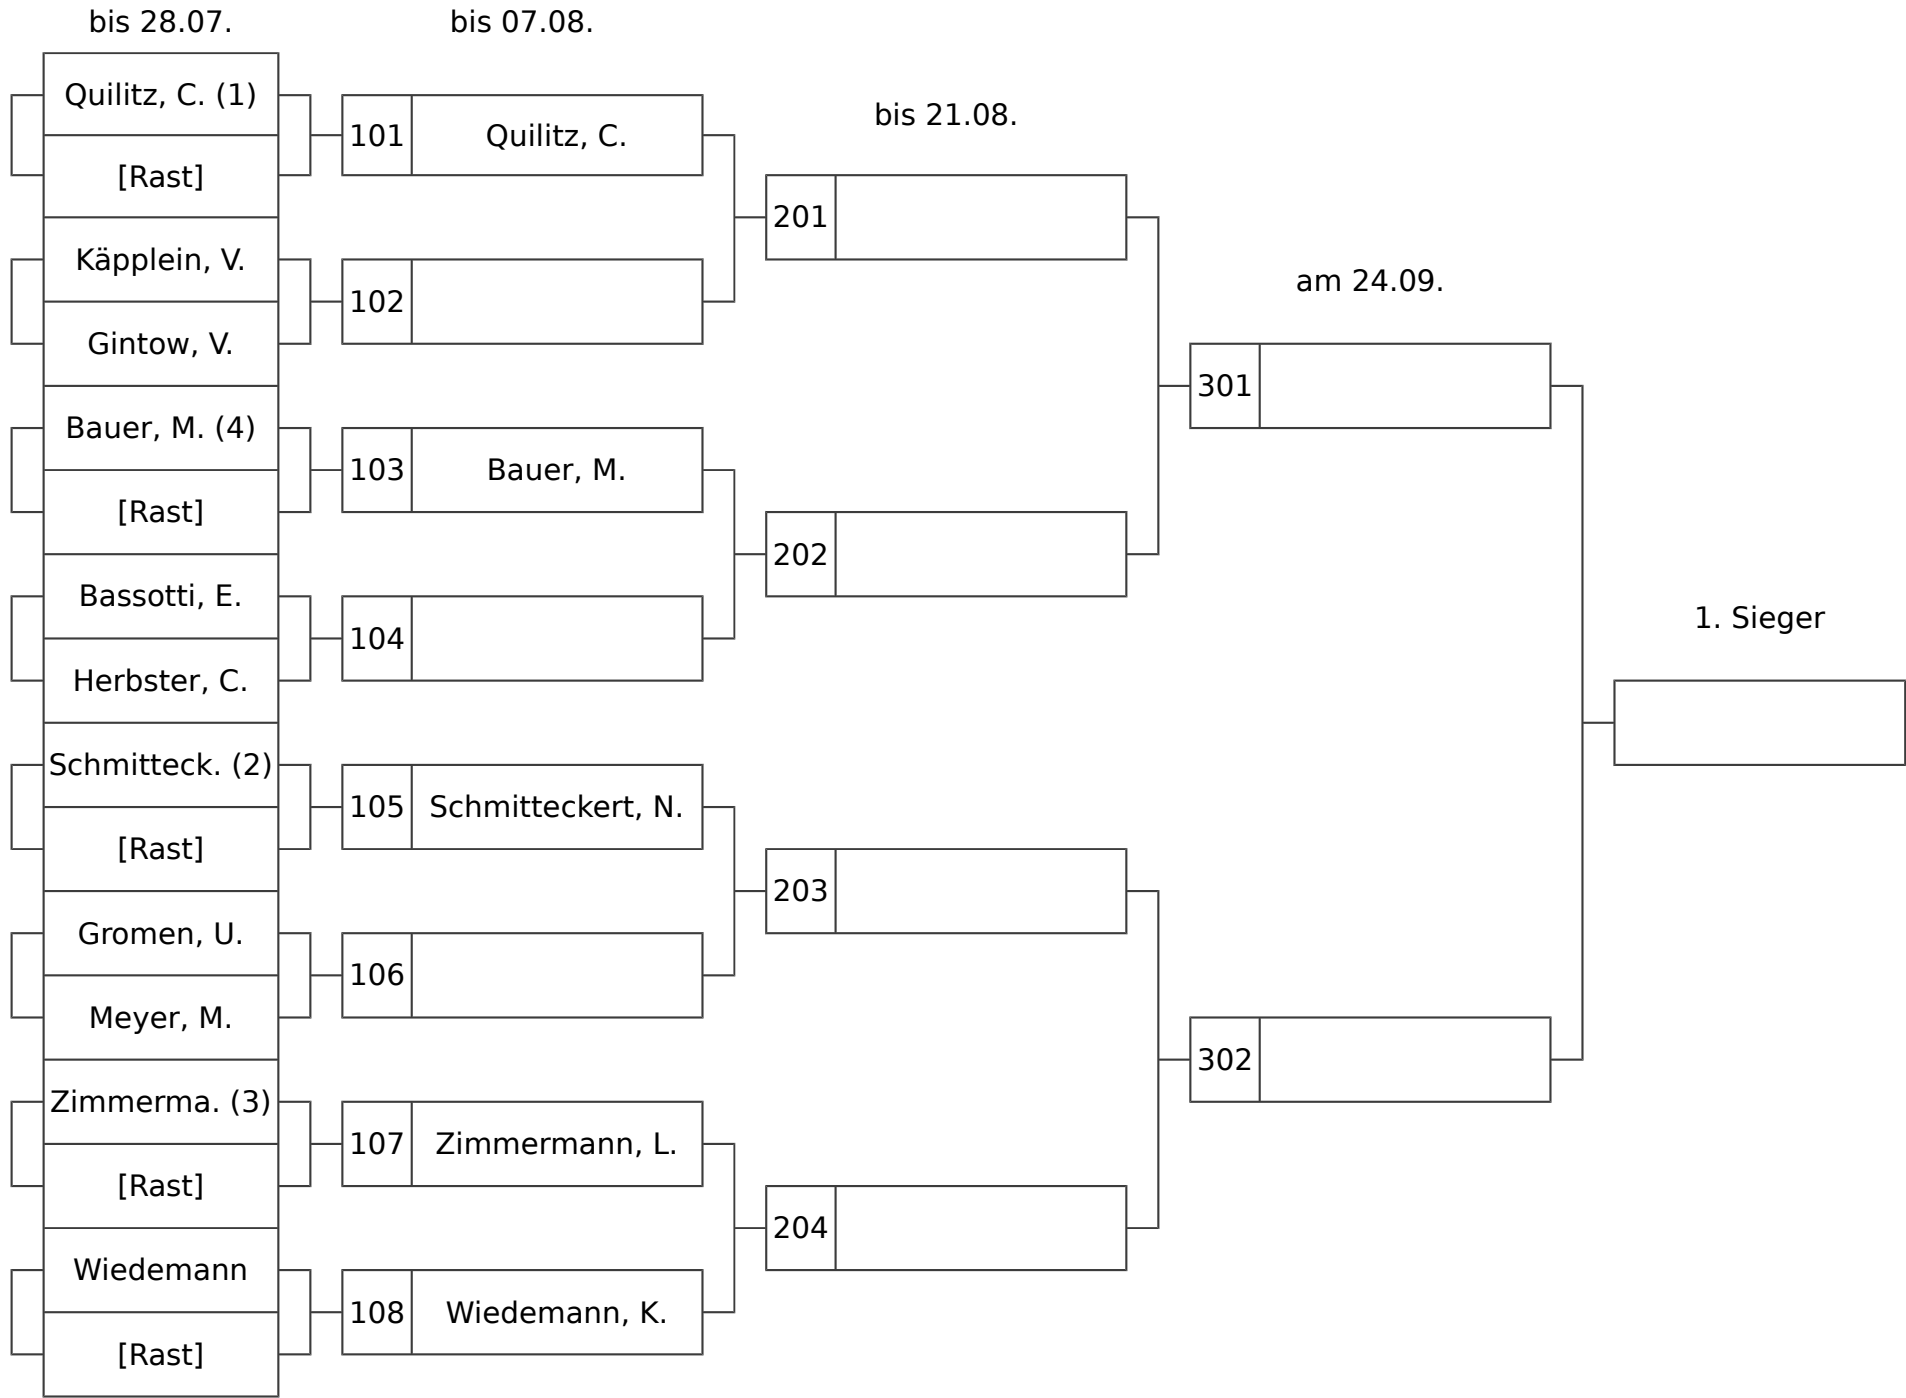 bis 28.07.
bis 07.08.
bis 21.08.
am 24.09.
1. Sieger
Quilitz, C. (1)
[Rast]
Käpplein, V.
Gintow, V.
Bauer, M. (4)
[Rast]
Bassotti, E.
Herbster, C.
Schmitteck. (2)
[Rast]
Gromen, U.
Meyer, M.
Zimmerma. (3)
[Rast]
Wiedemann
[Rast]
101 Quilitz, C.
102
103 Bauer, M.
104
105 Schmitteckert, N.
106
107 Zimmermann, L.
108 Wiedemann, K.
201
202
203
204
301
302